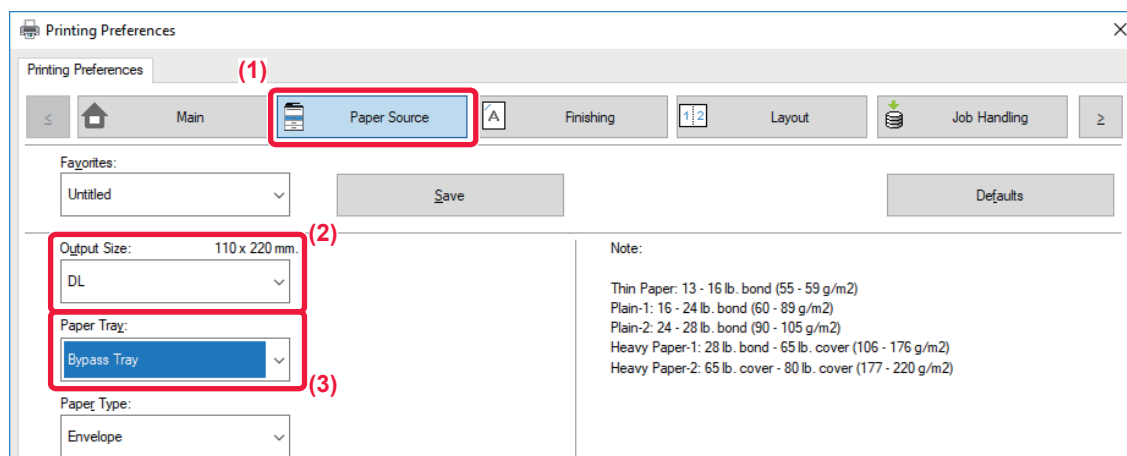 Printing Preferences
Printing Preferences
(1)
< Main Paper Source A Finishing 1 2 Layout Job Handling >
Favorites:
Untitled Save Defaults
(2)
Output Size: 110 x 220 mm.
DL
Paper Tray:
Bypass Tray
(3)
Paper Type:
Envelope
Note:
Thin Paper: 13 - 16 lb. bond (55 - 59 g/m2)
Plain-1: 16 - 24 lb. bond (60 - 89 g/m2)
Plain-2: 24 - 28 lb. bond (90 - 105 g/m2)
Heavy Paper-1: 28 lb. bond - 65 lb. cover (106 - 176 g/m2)
Heavy Paper-2: 65 lb. cover - 80 lb. cover (177 - 220 g/m2)